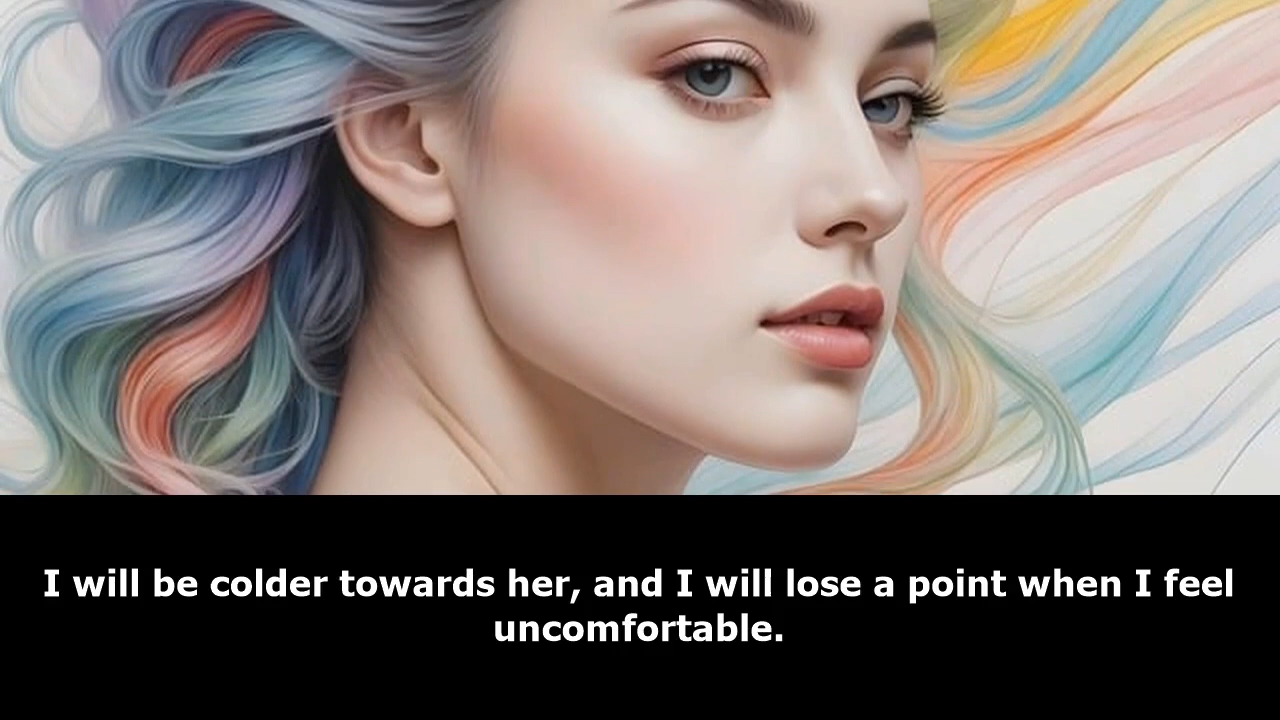 I will be colder towards her, and I will lose a point when I feel
uncomfortable.